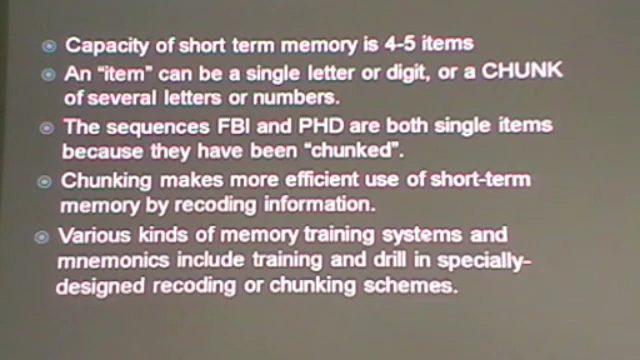 Capacity of short term memory is 4-5 items
An “item” can be a single letter or digit, or a CHUNK
of several letters or numbers.
The sequences FBI and PHD are both single items
because they have been “chunked”.
Chunking makes more efficient use of short-term
memory by recoding information.
Various kinds of memory training systems and
mnemonics include training and drill in specially-
designed recoding or chunking schemes.